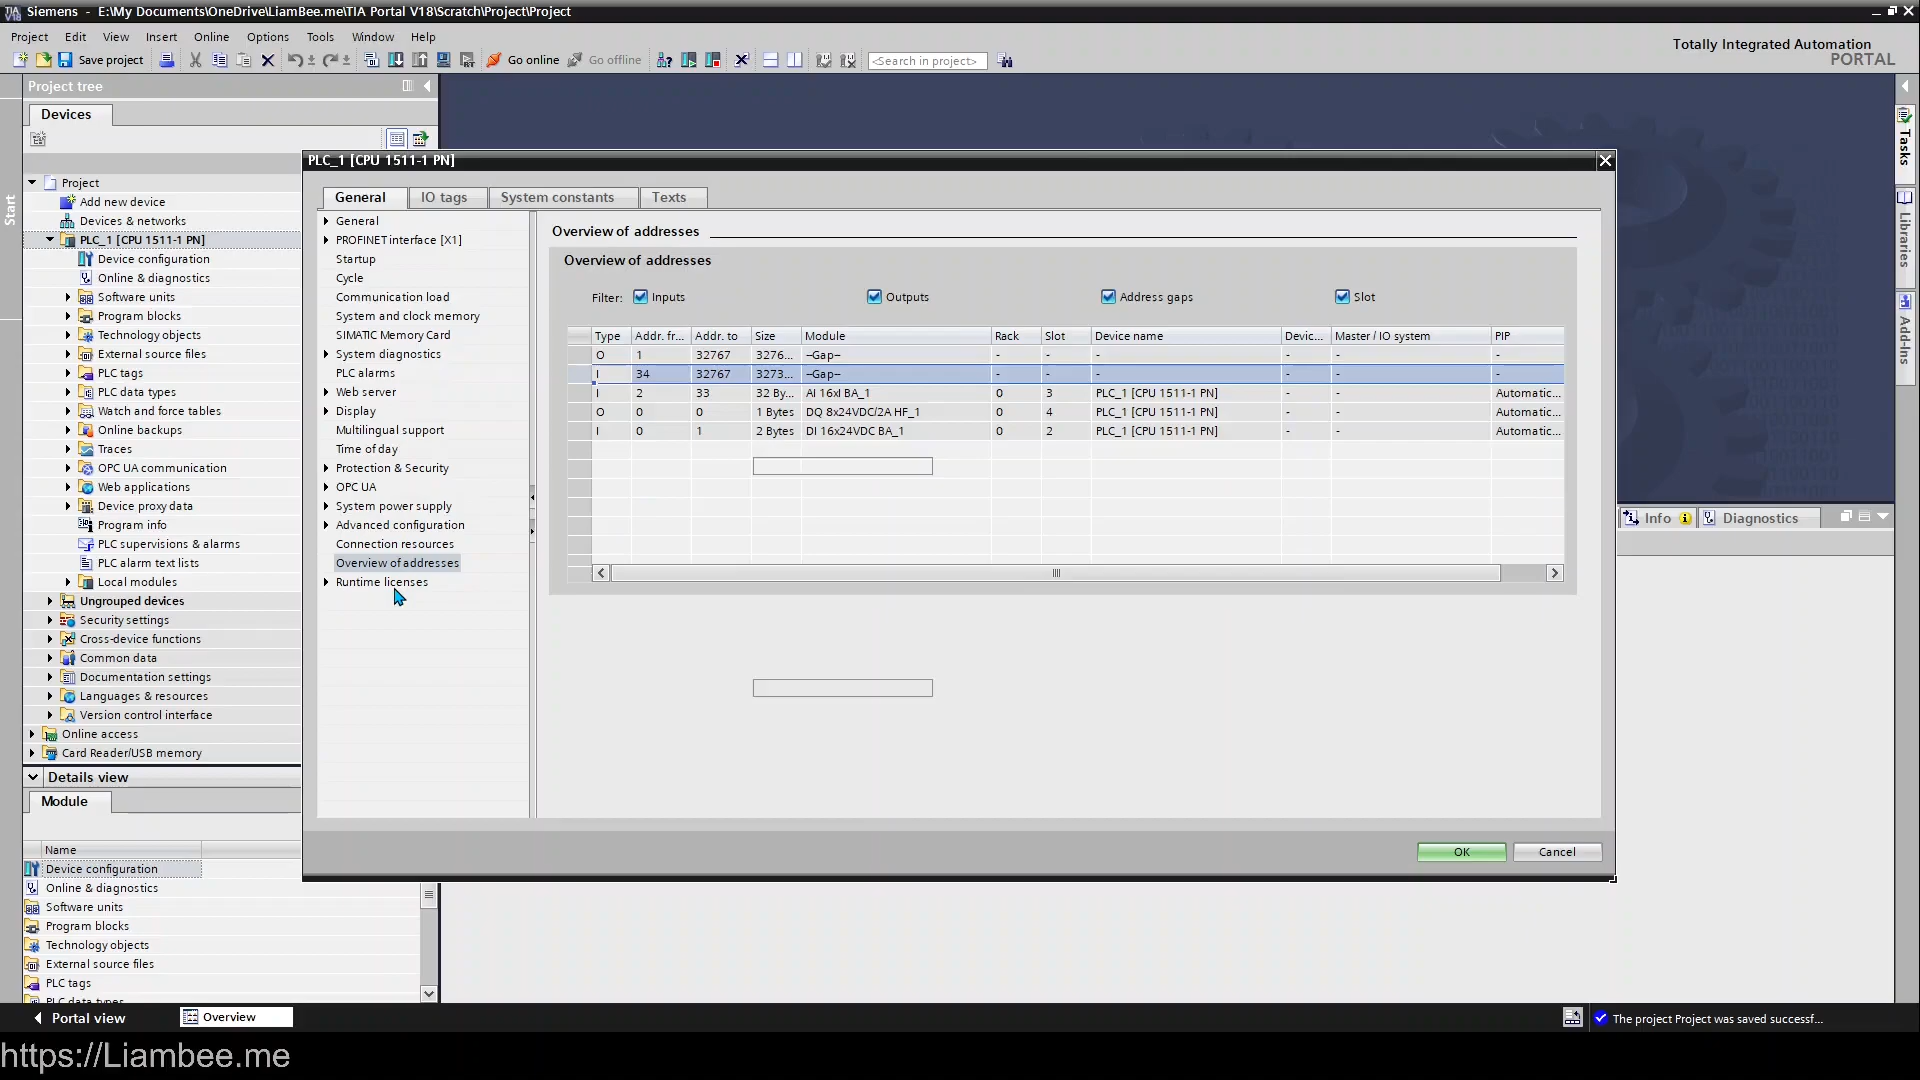 Siemens - E:\My Documents\OneDrive\LiamBee.me\TIA Portal V18\Scratch\Project\Project
Project Edit View Insert Online Options Tools Window Help
Totally Integrated Automation
PORTAL
Save project Go online Go offline <Search in project>
Project tree
Devices
Start
Project
Add new device
Devices & networks
PLC_1 [CPU 1511-1 PN]
Device configuration
Online & diagnostics
Software units
Program blocks
Technology objects
External source files
PLC tags
PLC data types
Watch and force tables
Online backups
Traces
OPC UA communication
Web applications
Device proxy data
Program info
PLC supervisions & alarms
PLC alarm text lists
Local modules
Ungrouped devices
Security settings
Cross-device functions
Common data
Documentation settings
Languages & resources
Version control interface
Online access
Card Reader/USB memory
Details view
Module
Name
Device configuration
Online & diagnostics
Software units
Program blocks
Technology objects
External source files
PLC tags
PLC data types
PLC_1 [CPU 1511-1 PN]
General IO tags System constants Texts
General
PROFINET interface [X1]
Startup
Cycle
Communication load
System and clock memory
SIMATIC Memory Card
System diagnostics
PLC alarms
Web server
Display
Multilingual support
Time of day
Protection & Security
OPC UA
System power supply
Advanced configuration
Connection resources
Overview of addresses
Runtime licenses
Overview of addresses
Overview of addresses
Filter: Inputs Outputs Address gaps Slot
Type Addr. fr... Addr. to Size Module Rack Slot Device name Devic... Master / IO system PIP
O 1 32767 3276... --Gap-- - - - - - -
I 34 32767 3273... --Gap-- - - - - - -
I 2 33 32 By... AI 16xI BA_1 0 3 PLC_1 [CPU 1511-1 PN] - - Automatic...
O 0 0 1 Bytes DQ 8x24VDC/2A HF_1 0 4 PLC_1 [CPU 1511-1 PN] - - Automatic...
I 0 1 2 Bytes DI 16x24VDC BA_1 0 2 PLC_1 [CPU 1511-1 PN] - - Automatic...
OK Cancel
Info Diagnostics
Tasks
Libraries
Add-Ins
Portal view Overview
The project Project was saved successf...
https://Liambee.me